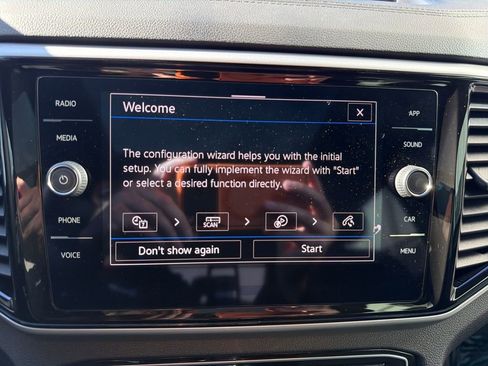 RADIO
MEDIA
PHONE
VOICE
Welcome
X
The configuration wizard helps you with the initial
setup. You can fully implement the wizard with "Start"
or select a desired function directly.
SCAN
Don't show again
Start
APP
SOUND
CAR
MENU